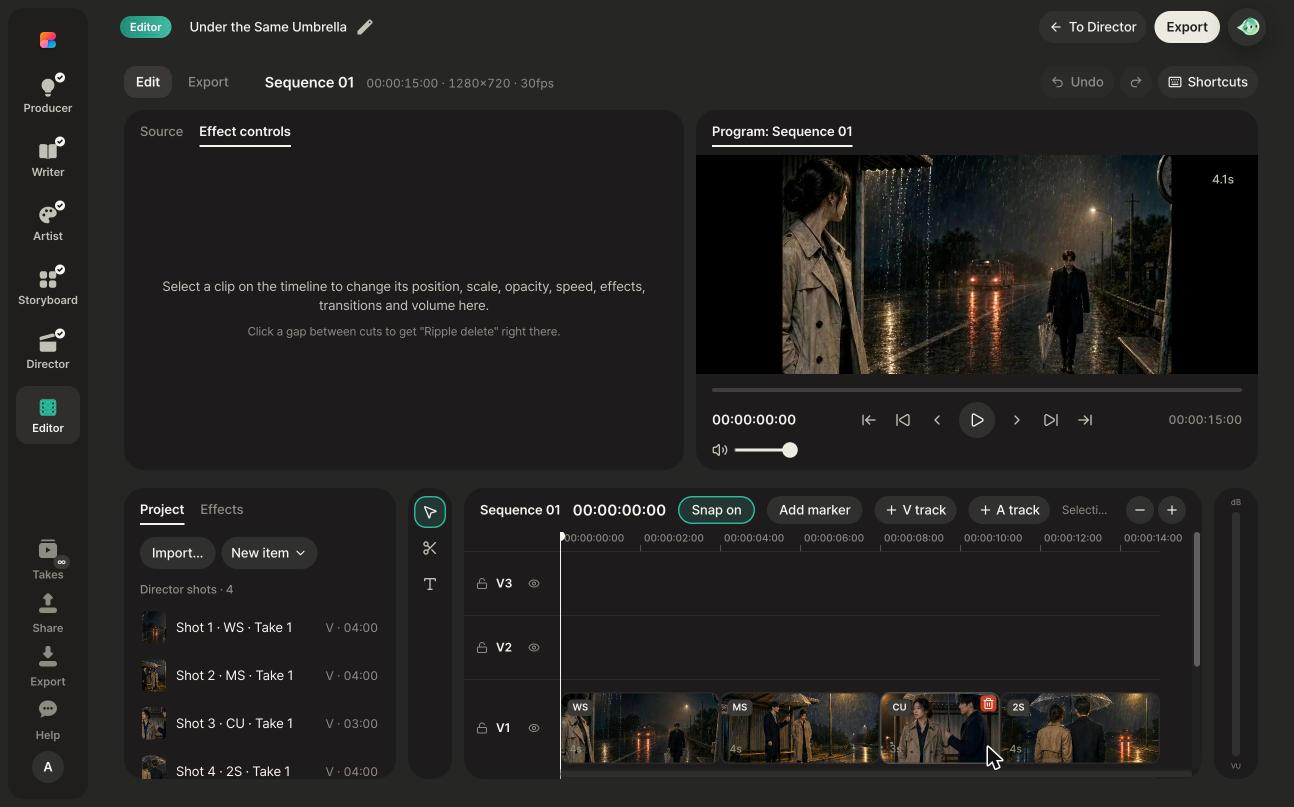 Editor
Under the Same Umbrella
To Director
Export
Producer
Writer
Artist
Storyboard
Director
Editor
Takes
Share
Export
Help
A
Edit
Export
Sequence 01
00:00:15:00 · 1280×720 · 30fps
Undo
Shortcuts
Source
Effect controls
Select a clip on the timeline to change its position, scale, opacity, speed, effects,
transitions and volume here.
Click a gap between cuts to get "Ripple delete" right there.
Program: Sequence 01
4.1s
00:00:00:00
00:00:15:00
Project
Effects
Import...
New item
Director shots · 4
Shot 1 · WS · Take 1 V · 04:00
Shot 2 · MS · Take 1 V · 04:00
Shot 3 · CU · Take 1 V · 03:00
Shot 4 · 2S · Take 1 V · 04:00
Sequence 01
00:00:00:00
Snap on
Add marker
+ V track
+ A track
Selecti...
00:00:00:00 00:00:02:00 00:00:04:00 00:00:06:00 00:00:08:00 00:00:10:00 00:00:12:00 00:00:14:00
V3
V2
V1
WS
4s
MS
4s
CU
3s
2S
4s
dB
VU